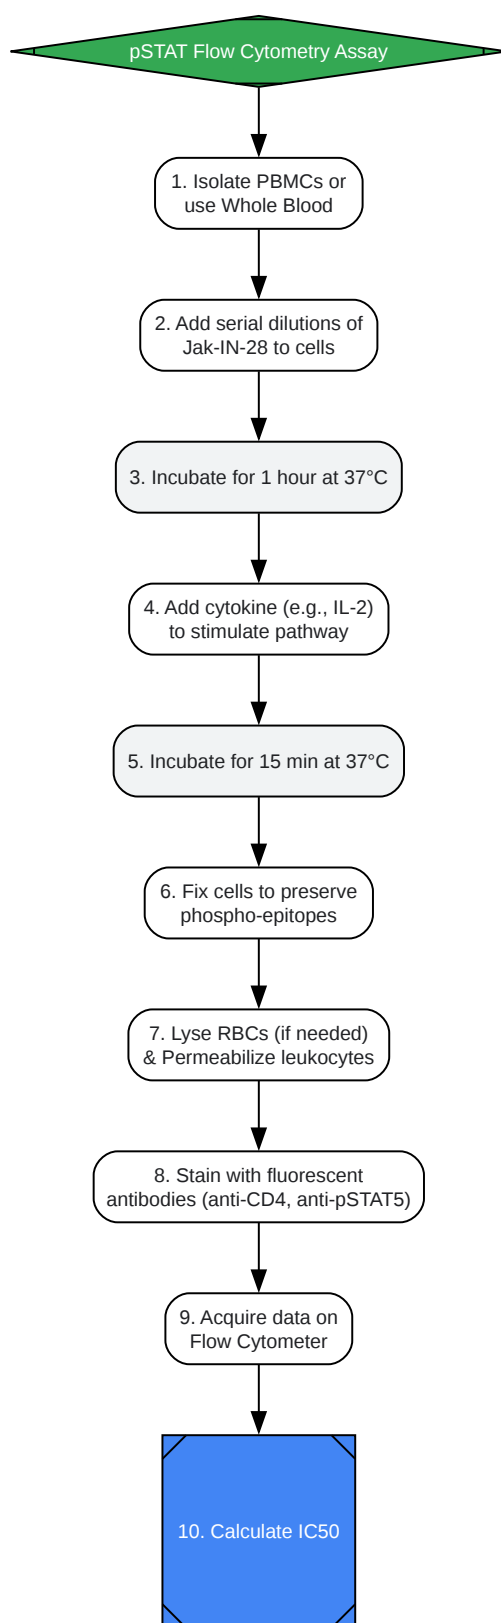 pSTAT Flow Cytometry Assay
1. Isolate PBMCs or
use Whole Blood
2. Add serial dilutions of
Jak-IN-28 to cells
3. Incubate for 1 hour at 37°C
4. Add cytokine (e.g., IL-2)
to stimulate pathway
5. Incubate for 15 min at 37°C
6. Fix cells to preserve
phospho-epitopes
7. Lyse RBCs (if needed)
& Permeabilize leukocytes
8. Stain with fluorescent
antibodies (anti-CD4, anti-pSTAT5)
9. Acquire data on
Flow Cytometer
10. Calculate IC50